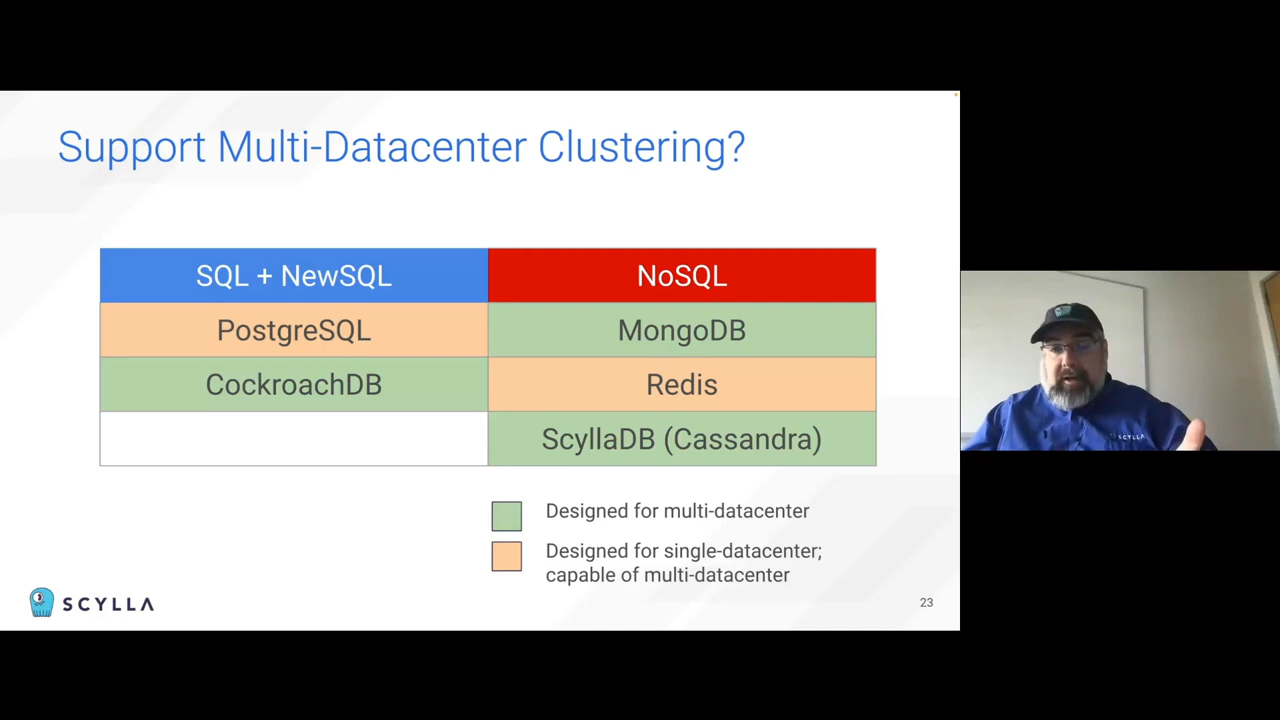 Support Multi-Datacenter Clustering?
SQL + NewSQL
NoSQL
PostgreSQL
MongoDB
CockroachDB
Redis
ScyllaDB (Cassandra)
Designed for multi-datacenter
Designed for single-datacenter;
capable of multi-datacenter
SCYLLA
23
SCYLLA